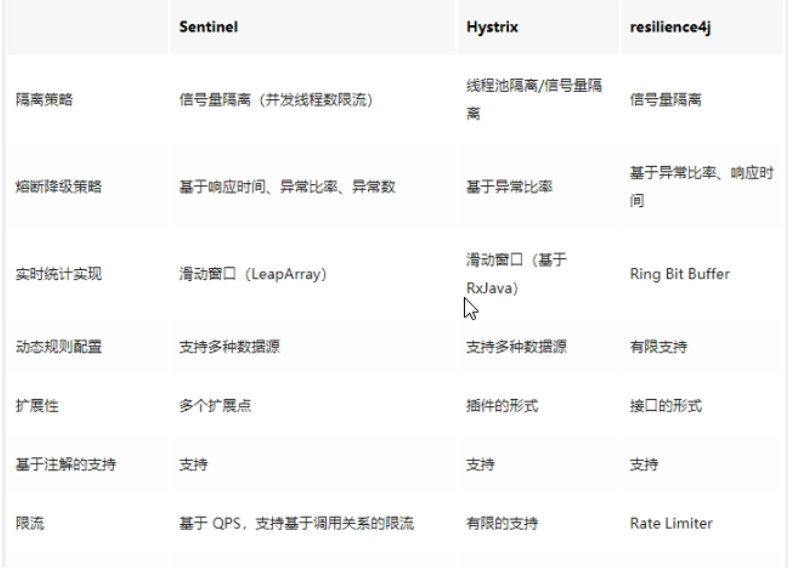 Sentinel Hystrix resilience4j
隔离策略 信号量隔离（并发线程数限流） 线程池隔离/信号量隔
离 信号量隔离
熔断降级策略 基于响应时间、异常比率、异常数 基于异常比率 基于异常比率、响应时
间
实时统计实现 滑动窗口（LeapArray） 滑动窗口（基于
RxJava） Ring Bit Buffer
动态规则配置 支持多种数据源 支持多种数据源 有限支持
扩展性 多个扩展点 插件的形式 接口的形式
基于注解的支持 支持 支持 支持
限流 基于 QPS，支持基于调用关系的限流 有限的支持 Rate Limiter